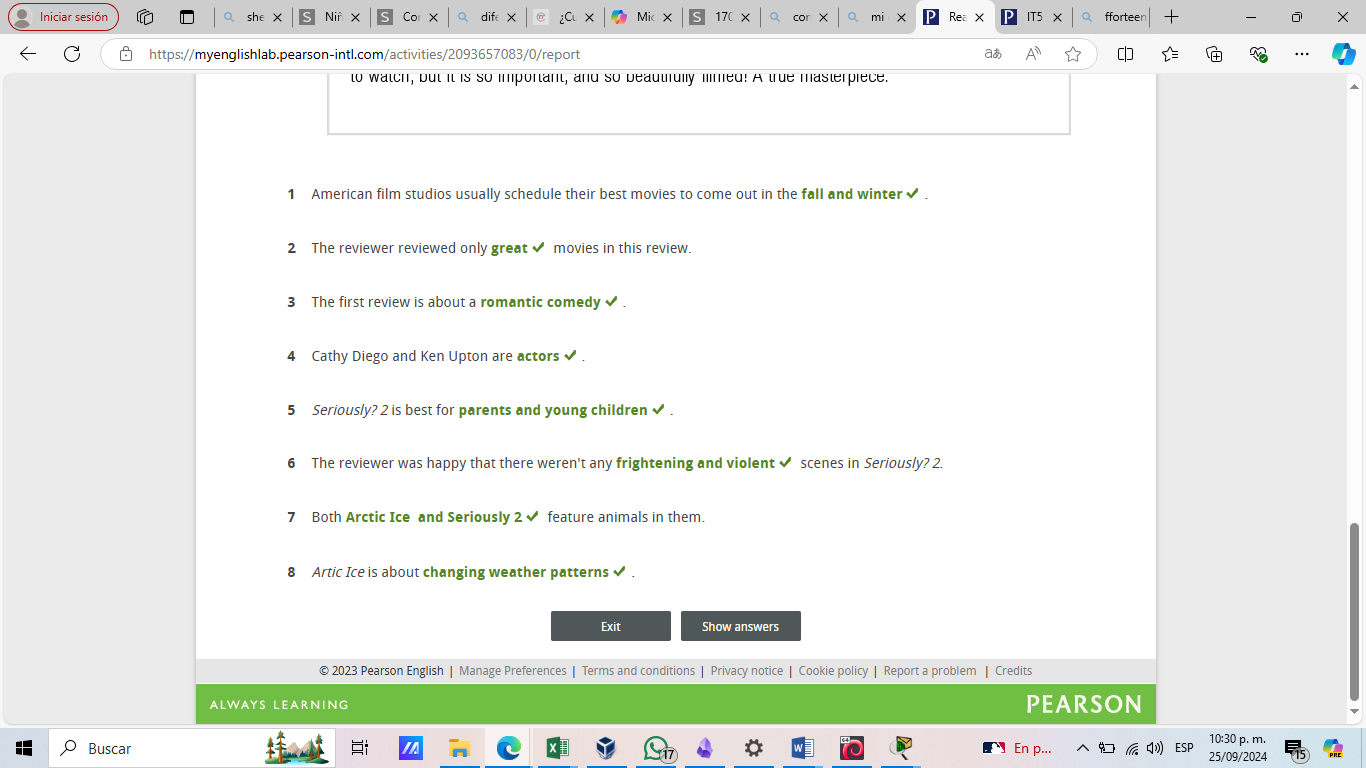 Iniciar sesión
she
Niñ
Cor
dife
¿Cu
Mic
170
cor
mi
Rea
IT5
fforteen
https://myenglishlab.pearson-intl.com/activities/2093657083/0/report
to watch, but it is so important, and so beautifully filmed! A true masterpiece.
1 American film studios usually schedule their best movies to come out in the fall and winter ✓ .
2 The reviewer reviewed only great ✓ movies in this review.
3 The first review is about a romantic comedy ✓ .
4 Cathy Diego and Ken Upton are actors ✓ .
5 Seriously? 2 is best for parents and young children ✓ .
6 The reviewer was happy that there weren't any frightening and violent ✓ scenes in Seriously? 2.
7 Both Arctic Ice and Seriously 2 ✓ feature animals in them.
8 Artic Ice is about changing weather patterns ✓ .
Exit
Show answers
© 2023 Pearson English | Manage Preferences | Terms and conditions | Privacy notice | Cookie policy | Report a problem | Credits
ALWAYS LEARNING
PEARSON
Buscar
17
En p...
ESP
10:30 p. m.
25/09/2024
15